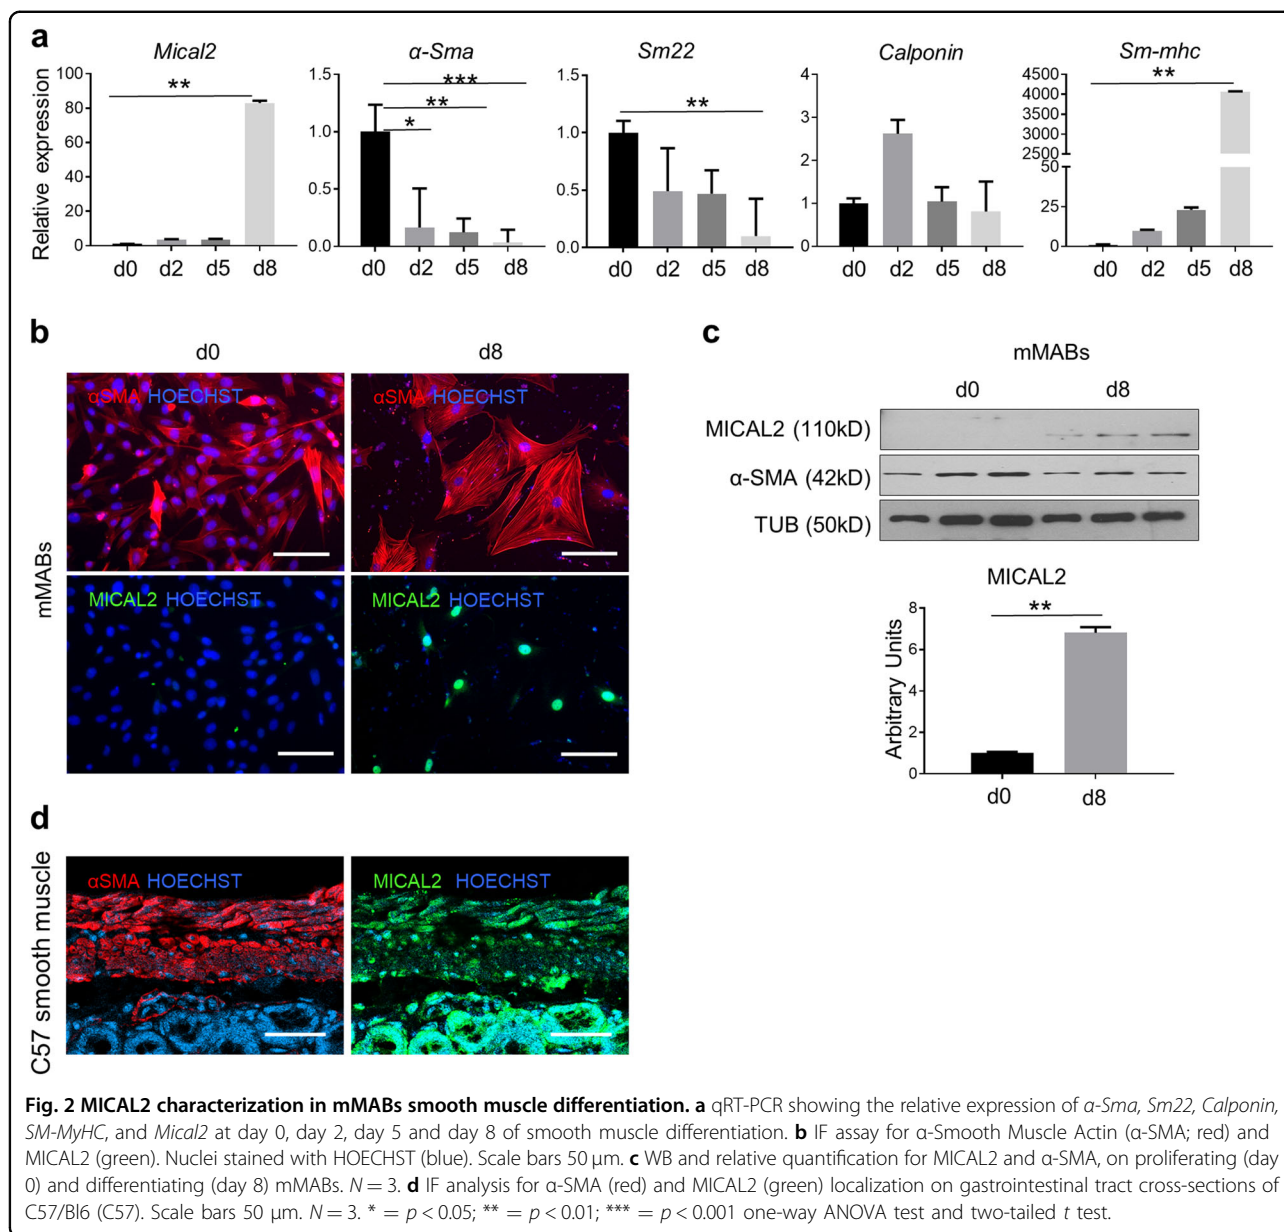 a
Mical2
α-Sma
Sm22
Calponin
Sm-mhc
Relative expression
100
80
60
40
20
0
**
d0 d2 d5 d8
1.5
1.0
0.5
0.0
***
**
*
d0 d2 d5 d8
1.5
1.0
0.5
0.0
**
d0 d2 d5 d8
4
3
2
1
0
d0 d2 d5 d8
4500
4000
3500
3000
2500
25
0
**
d0 d2 d5 d8
b
d0
d8
mMABs
αSMA HOECHST
αSMA HOECHST
MICAL2 HOECHST
MICAL2 HOECHST
c
mMABs
d0 d8
MICAL2 (110kD)
α-SMA (42kD)
TUB (50kD)
MICAL2
Arbitrary Units
8
6
4
2
0
**
d0 d8
d
C57 smooth muscle
αSMA HOECHST
MICAL2 HOECHST
Fig. 2 MICAL2 characterization in mMABs smooth muscle differentiation. a qRT-PCR showing the relative expression of α-Sma, Sm22, Calponin,
SM-MyHC, and Mical2 at day 0, day 2, day 5 and day 8 of smooth muscle differentiation. b IF assay for α-Smooth Muscle Actin (α-SMA; red) and
MICAL2 (green). Nuclei stained with HOECHST (blue). Scale bars 50 µm. c WB and relative quantification for MICAL2 and α-SMA, on proliferating (day
0) and differentiating (day 8) mMABs. N = 3. d IF analysis for α-SMA (red) and MICAL2 (green) localization on gastrointestinal tract cross-sections of
C57/Bl6 (C57). Scale bars 50 µm. N = 3. * = p < 0.05; ** = p < 0.01; *** = p < 0.001 one-way ANOVA test and two-tailed t test.